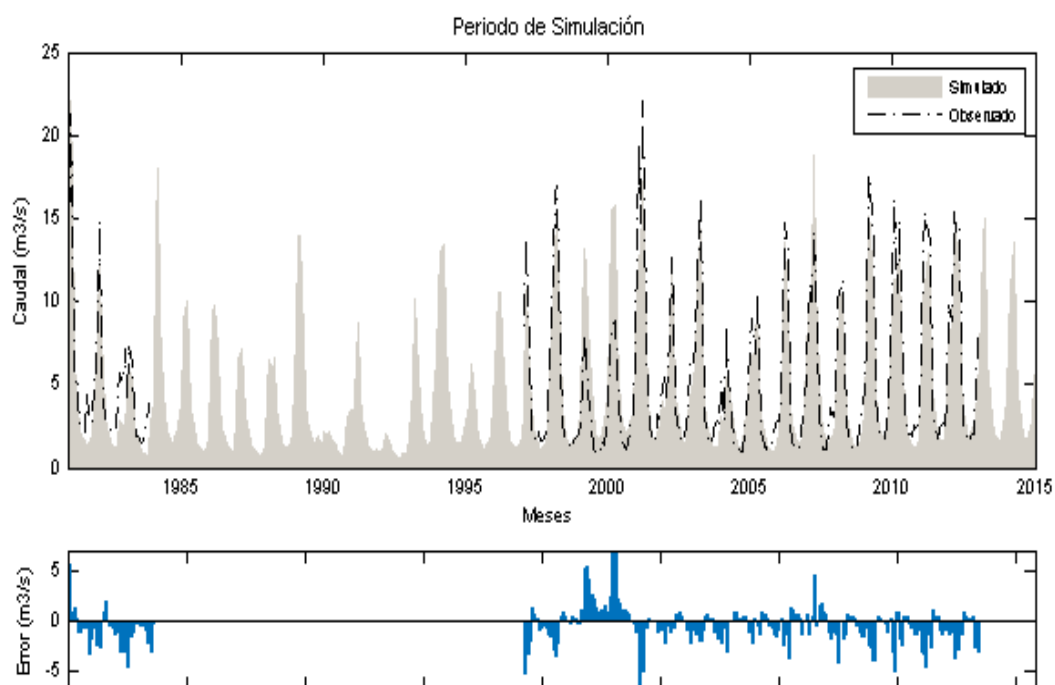 Periodo de Simulación
25
20
15
10
5
0
Caudal (m3/s)
Simulado
Observado
1985 1990 1995 2000 2005 2010 2015
Meses
5
0
-5
Error (m3/s)